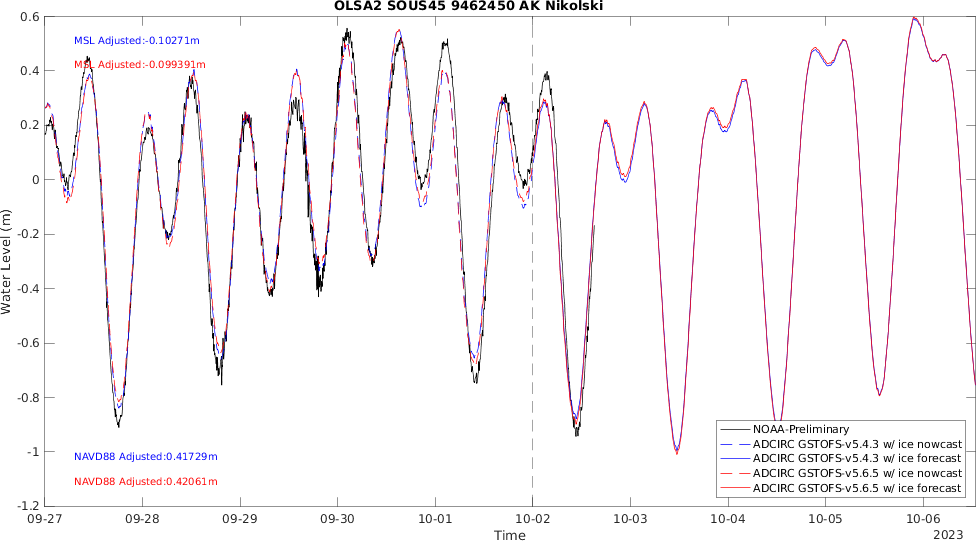 OLSA2 SOUS45 9462450 AK Nikolski
0.6
MSL Adjusted:-0.10271m
MSL Adjusted:-0.099391m
0.4
0.2
0
-0.2
-0.4
-0.6
-0.8
-1
-1.2
Water Level (m)
NAVD88 Adjusted:0.41729m
NAVD88 Adjusted:0.42061m
NOAA-Preliminary
ADCIRC GSTOFS-v5.4.3 w/ ice nowcast
ADCIRC GSTOFS-v5.4.3 w/ ice forecast
ADCIRC GSTOFS-v5.6.5 w/ ice nowcast
ADCIRC GSTOFS-v5.6.5 w/ ice forecast
09-27 09-28 09-29 09-30 10-01 10-02 10-03 10-04 10-05 10-06
Time
2023